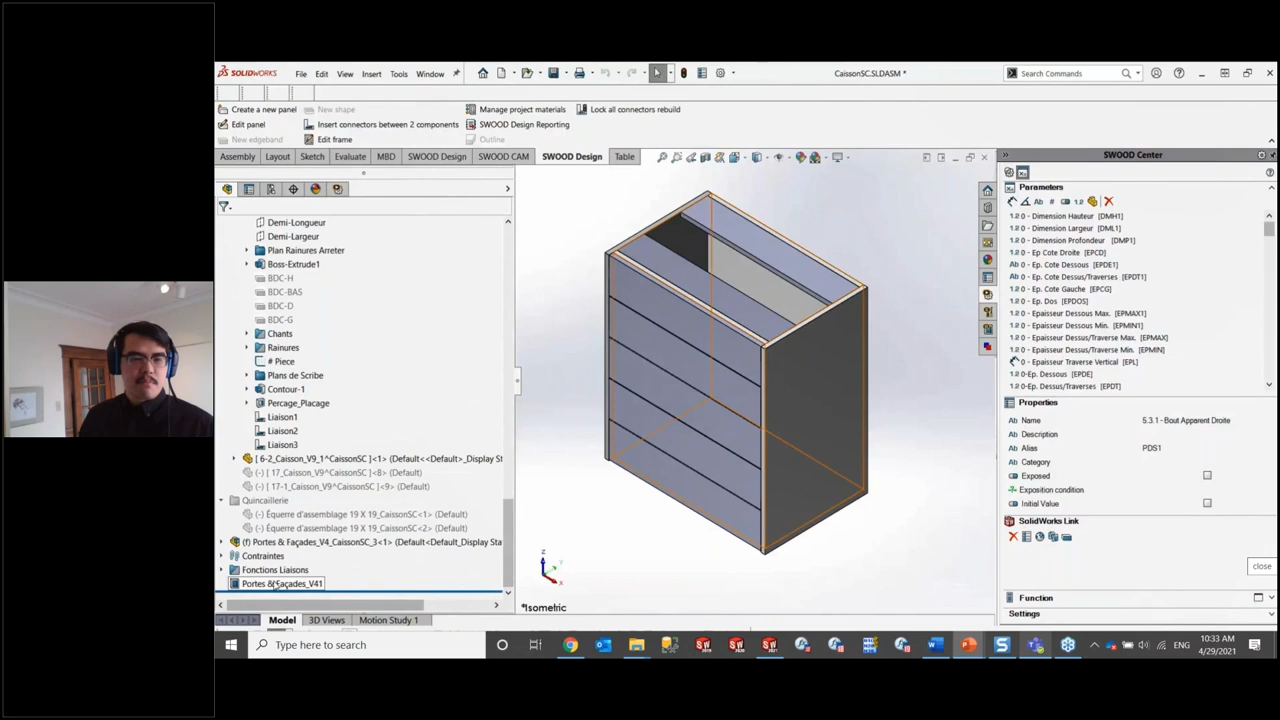 SOLIDWORKS File Edit View Insert Tools Window CaissonSC.SLDASM * Search Commands
Create a new panel New shape Manage project materials Lock all connectors rebuild
Edit panel Insert connectors between 2 components SWOOD Design Reporting
New edgeband Edit frame Outline
Assembly Layout Sketch Evaluate MBD SWOOD Design SWOOD CAM SWOOD Design Table
Demi-Longueur
Demi-Largeur
Plan Rainures Arreter
Boss-Extrude1
BDC-H
BDC-BAS
BDC-D
BDC-G
Chants
Rainures
# Piece
Plans de Scribe
Contour-1
Percage_Placage
Liaison1
Liaison2
Liaison3
[ 6-2_Caisson_V9_1^CaissonSC ]<1> (Default<<Default>_Display Sta
(-) [ 17_Caisson_V9^CaissonSC ]<8> (Default)
(-) [ 17-1_Caisson_V9^CaissonSC ]<9> (Default)
Quincaillerie
(-) Équerre d'assemblage 19 X 19_CaissonSC<1> (Default)
(-) Équerre d'assemblage 19 X 19_CaissonSC<2> (Default)
(f) Portes & Façades_V4_CaissonSC_3<1> (Default<Default_Display Sta
Contraintes
Fonctions Liaisons
Portes & Façades_V41
Z
Y
X
*Isometric
Model 3D Views Motion Study 1
SWOOD Center
Parameters
Ab # 1.2
1.2 0 - Dimension Hauteur [DMH1]
1.2 0 - Dimension Largeur [DML1]
1.2 0 - Dimension Profondeur [DMP1]
1.2 0 - Ep Cote Droite [EPCD]
Ab 0 - Ep. Cote Dessous [EPDE1]
Ab 0 - Ep. Cote Dessus/Traverses [EPDT1]
1.2 0 - Ep. Cote Gauche [EPCG]
1.2 0 - Ep. Dos [EPDOS]
1.2 0 - Epaisseur Dessous Max. [EPMAX1]
1.2 0 - Epaisseur Dessous Min. [EPMIN1]
1.2 0 - Epaisseur Dessus/Traverse Max. [EPMAX]
1.2 0 - Epaisseur Dessus/Traverse Min. [EPMIN]
0 - Epaisseur Traverse Vertical [EPL]
1.2 0 - Ep. Dessous [EPDE]
1.2 0 -Ep. Dessus/Traverses [EPDT]
Properties
Ab Name 5.3.1 - Bout Apparent Droite
Ab Description
Ab Alias PDS1
Ab Category
Exposed
Exposition condition
Initial Value
SolidWorks Link
close
Function
Settings
Type here to search
ENG
10:33 AM
4/29/2021